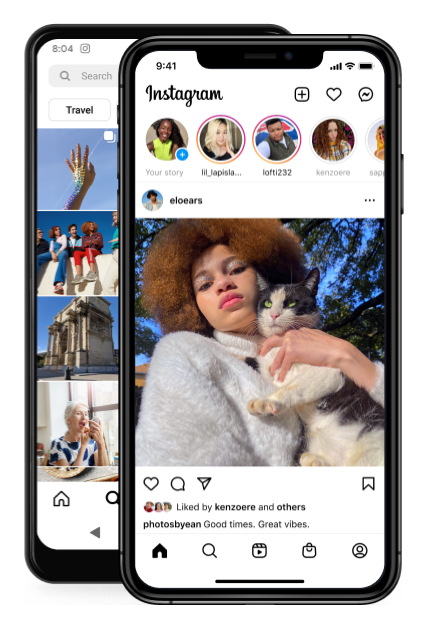 8:04
Search
Travel
9:41
Instagram
Your story
lil_lapisla...
lofti232
kenzoere
sapp
eloears
Liked by kenzoere and others
photosbyean Good times. Great vibes.